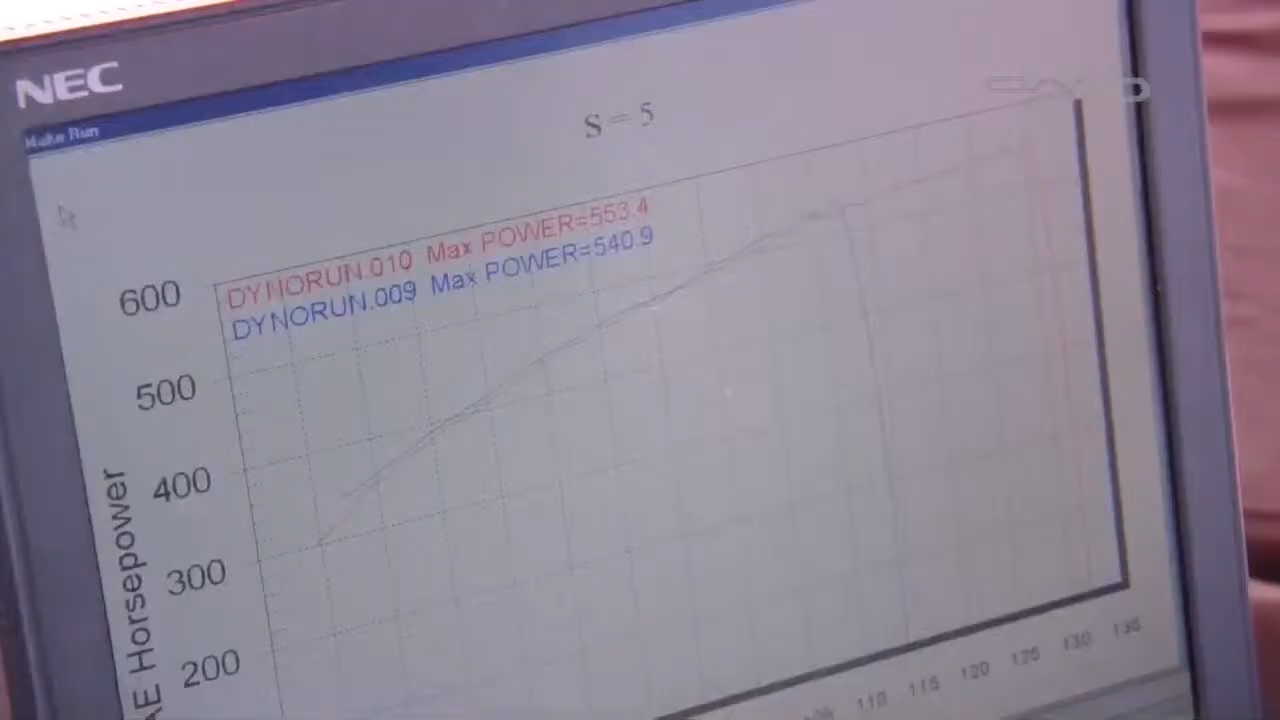 NEC
Make Run
S = 5
DYNORUN.010 Max POWER=553.4
DYNORUN.009 Max POWER=540.9
600
500
400
300
200
AE Horsepower
110 115 120 125 130 135